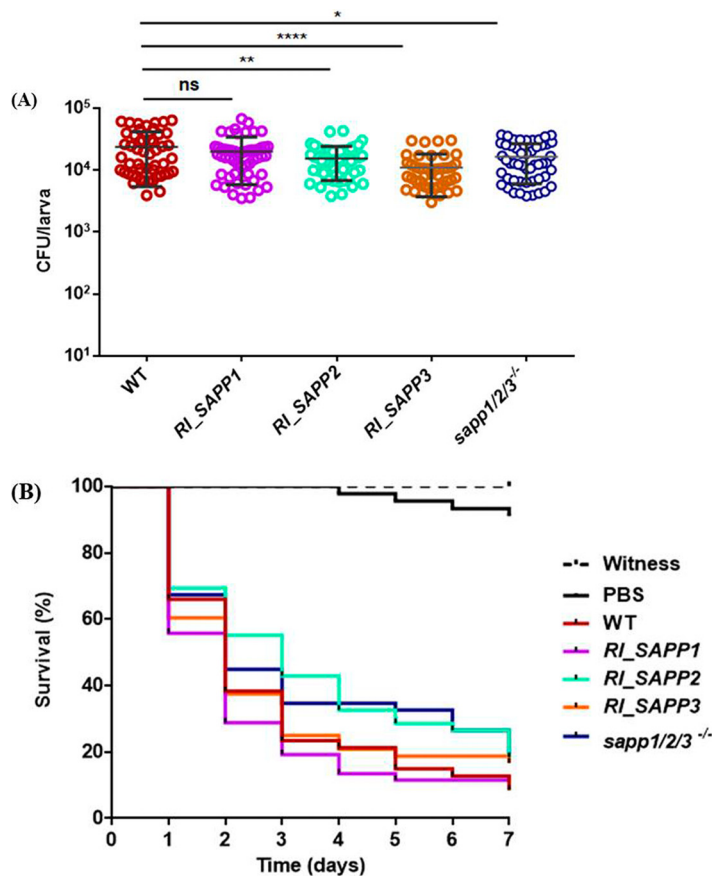 *
****
**
ns
(A)
10⁵
10⁴
10³
10²
10¹
CFU/larva
WT
RI_SAPP1
RI_SAPP2
RI_SAPP3
sapp1/2/3⁻/⁻
(B)
100
80
60
40
20
0
Survival (%)
0 1 2 3 4 5 6 7
Time (days)
Witness
PBS
WT
RI_SAPP1
RI_SAPP2
RI_SAPP3
sapp1/2/3 ⁻/⁻